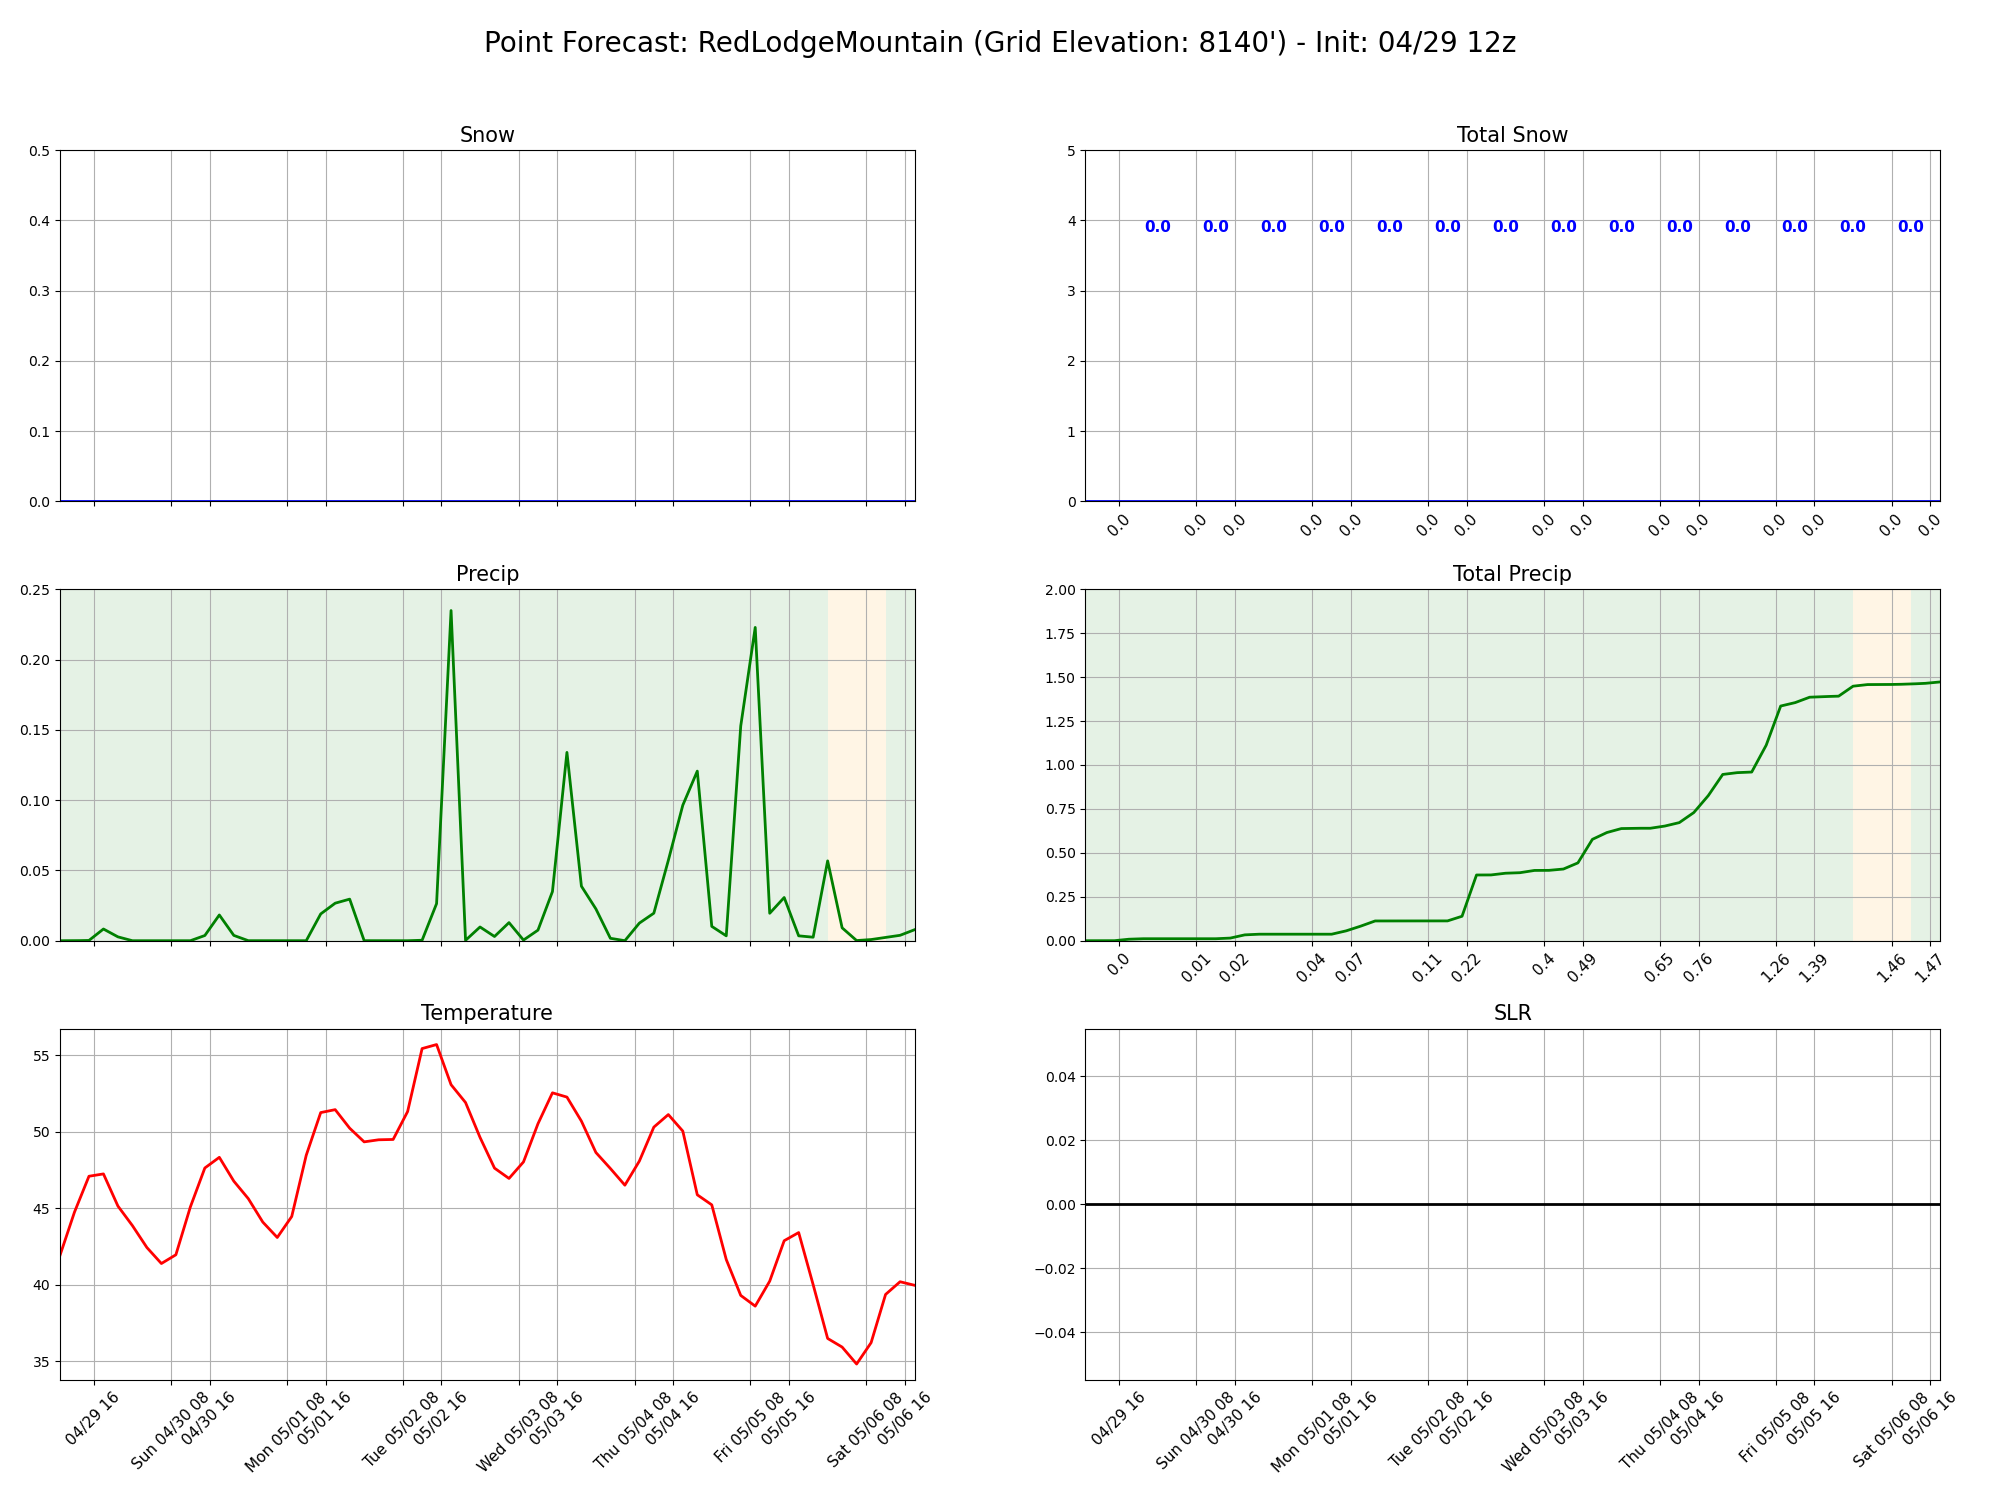 Point Forecast: RedLodgeMountain (Grid Elevation: 8140') - Init: 04/29 12z
Snow
0.5
0.4
0.3
0.2
0.1
0.0
Total Snow
5
4
3
2
1
0
0.0 0.0 0.0 0.0 0.0 0.0 0.0 0.0 0.0 0.0 0.0 0.0 0.0 0.0
0.0 0.0 0.0 0.0 0.0 0.0 0.0 0.0 0.0 0.0 0.0 0.0 0.0 0.0 0.0
Precip
0.25
0.20
0.15
0.10
0.05
0.00
Total Precip
2.00
1.75
1.50
1.25
1.00
0.75
0.50
0.25
0.00
0.0 0.01 0.02 0.04 0.07 0.11 0.22 0.4 0.49 0.65 0.76 1.26 1.39 1.46 1.47
Temperature
55
50
45
40
35
04/29 16
Sun 04/30 08
04/30 16
Mon 05/01 08
05/01 16
Tue 05/02 08
05/02 16
Wed 05/03 08
05/03 16
Thu 05/04 08
05/04 16
Fri 05/05 08
05/05 16
Sat 05/06 08
05/06 16
SLR
0.04
0.02
0.00
−0.02
−0.04
04/29 16
Sun 04/30 08
04/30 16
Mon 05/01 08
05/01 16
Tue 05/02 08
05/02 16
Wed 05/03 08
05/03 16
Thu 05/04 08
05/04 16
Fri 05/05 08
05/05 16
Sat 05/06 08
05/06 16